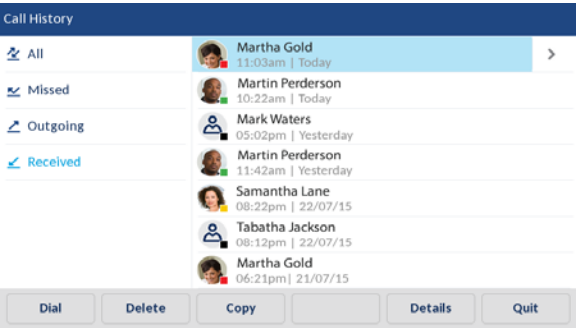 Call History
All
Missed
Outgoing
Received
Martha Gold
11:03am | Today
Martin Perderson
10:22am | Today
Mark Waters
05:02pm | Yesterday
Martin Perderson
11:42am | Yesterday
Samantha Lane
08:22pm | 22/07/15
Tabatha Jackson
08:12pm | 22/07/15
Martha Gold
06:21pm| 21/07/15
Dial
Delete
Copy
Details
Quit